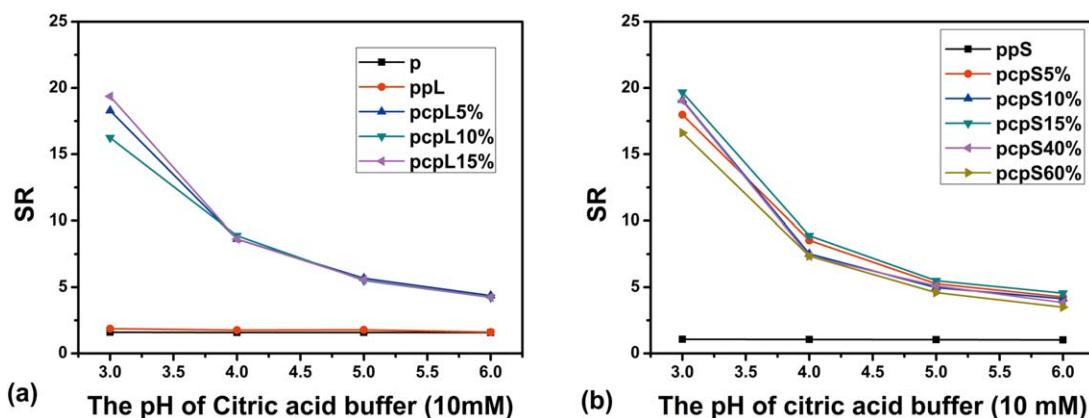 25
20
15
10
5
0
SR
p
ppL
pcpL5%
pcpL10%
pcpL15%
3.0 3.5 4.0 4.5 5.0 5.5 6.0
(a) The pH of Citric acid buffer (10mM)
25
20
15
10
5
0
SR
ppS
pcpS5%
pcpS10%
pcpS15%
pcpS40%
pcpS60%
3.0 3.5 4.0 4.5 5.0 5.5 6.0
(b) The pH of citric acid buffer (10 mM)